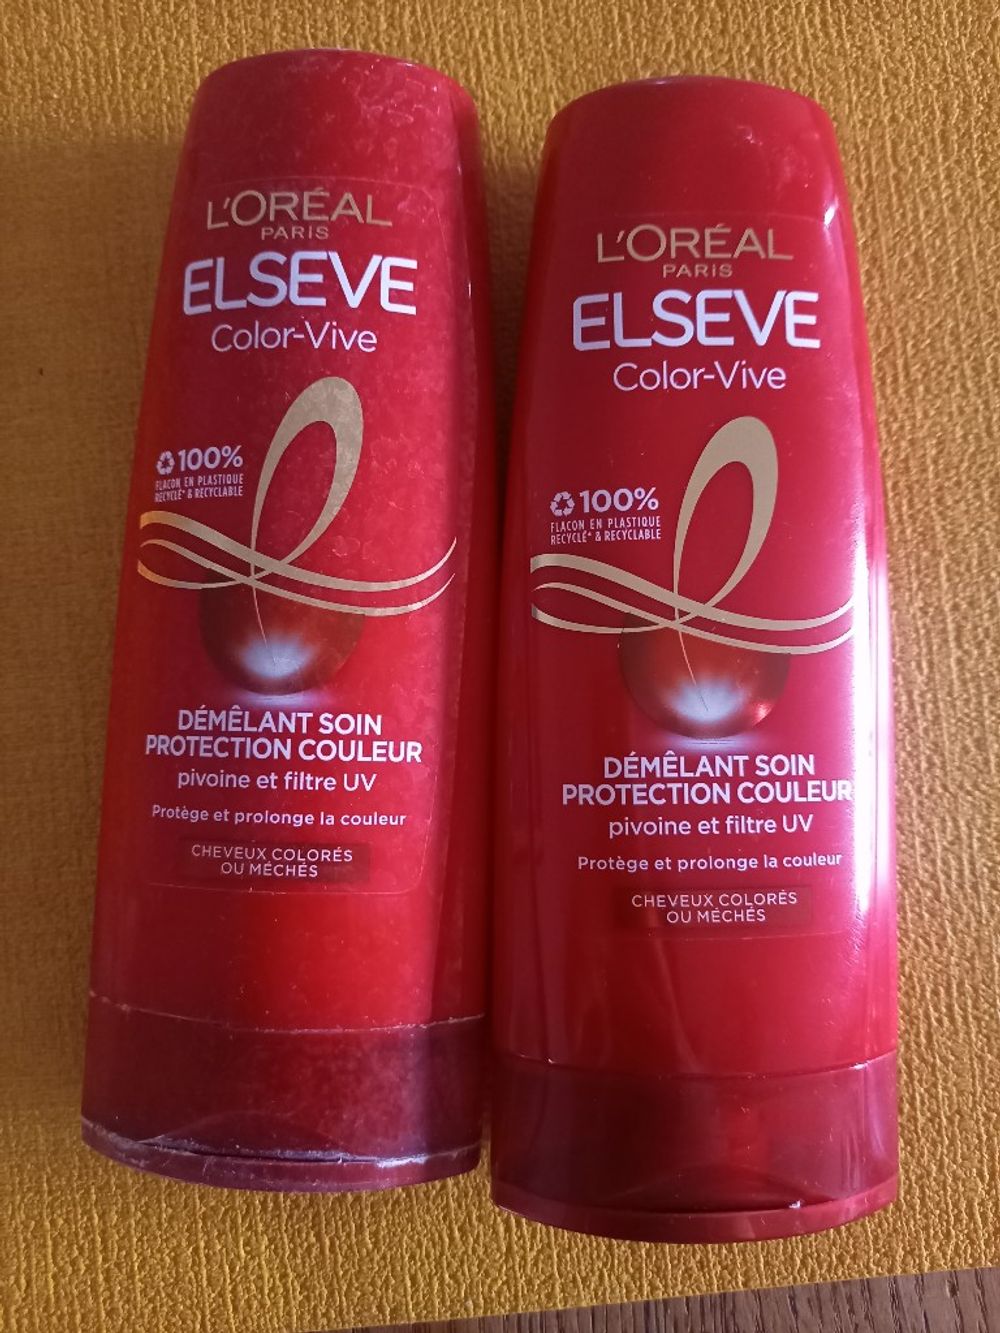 L'ORÉAL
PARIS
ELSEVE
Color-Vive
100%
FLACON EN PLASTIQUE
RECYCLÉ* & RECYCLABLE
DÉMÊLANT SOIN
PROTECTION COULEUR
pivoine et filtre UV
Protège et prolonge la couleur
CHEVEUX COLORÉS
OU MÉCHÉS
L'ORÉAL
PARIS
ELSEVE
Color-Vive
100%
FLACON EN PLASTIQUE
RECYCLÉ* & RECYCLABLE
DÉMÊLANT SOIN
PROTECTION COULEUR
pivoine et filtre UV
Protège et prolonge la couleur
CHEVEUX COLORÉS
OU MÉCHÉS